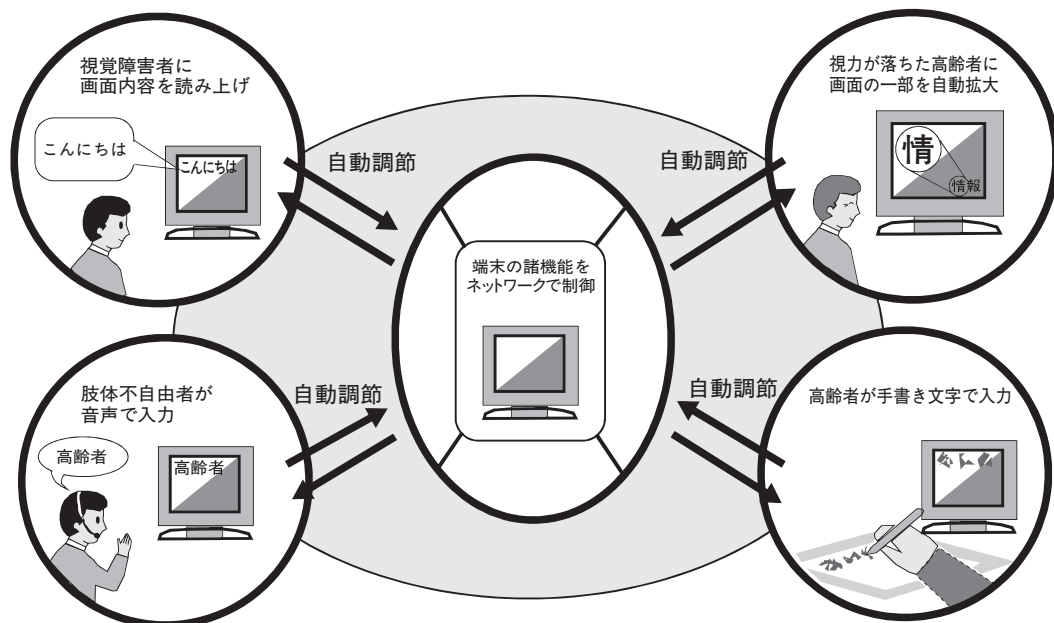 視覚障害者に
画面内容を読み上げ
こんにちは
こんにちは
自動調節
視力が落ちた高齢者に
画面の一部を自動拡大
情
情報
自動調節
端末の諸機能を
ネットワークで制御
肢体不自由者が
音声で入力
高齢者
高齢者
自動調節
高齢者が手書き文字で入力
自動調節